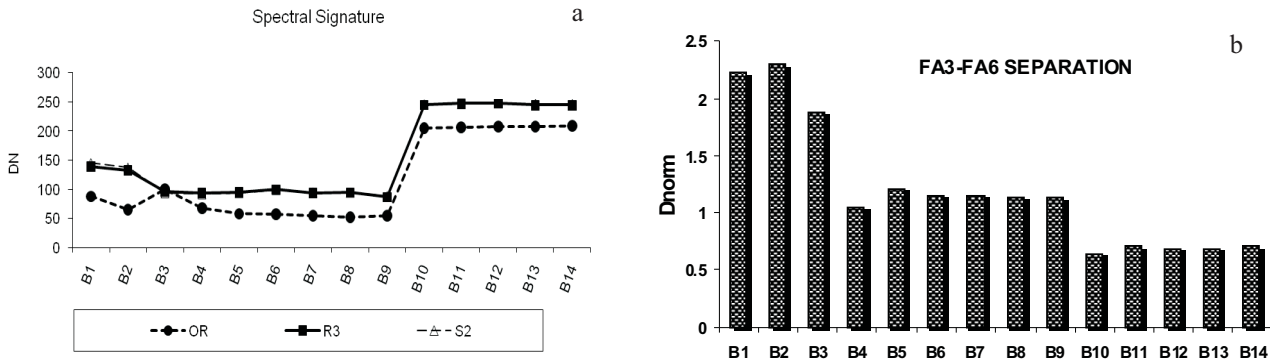 Spectral Signature
a
300
250
200
150
100
50
0
DN
B1 B2 B3 B4 B5 B6 B7 B8 B9 B10 B11 B12 B13 B14
OR R3 S2
b
FA3-FA6 SEPARATION
2.5
2
1.5
1
0.5
0
Dnorm
B1 B2 B3 B4 B5 B6 B7 B8 B9 B10 B11 B12 B13 B14